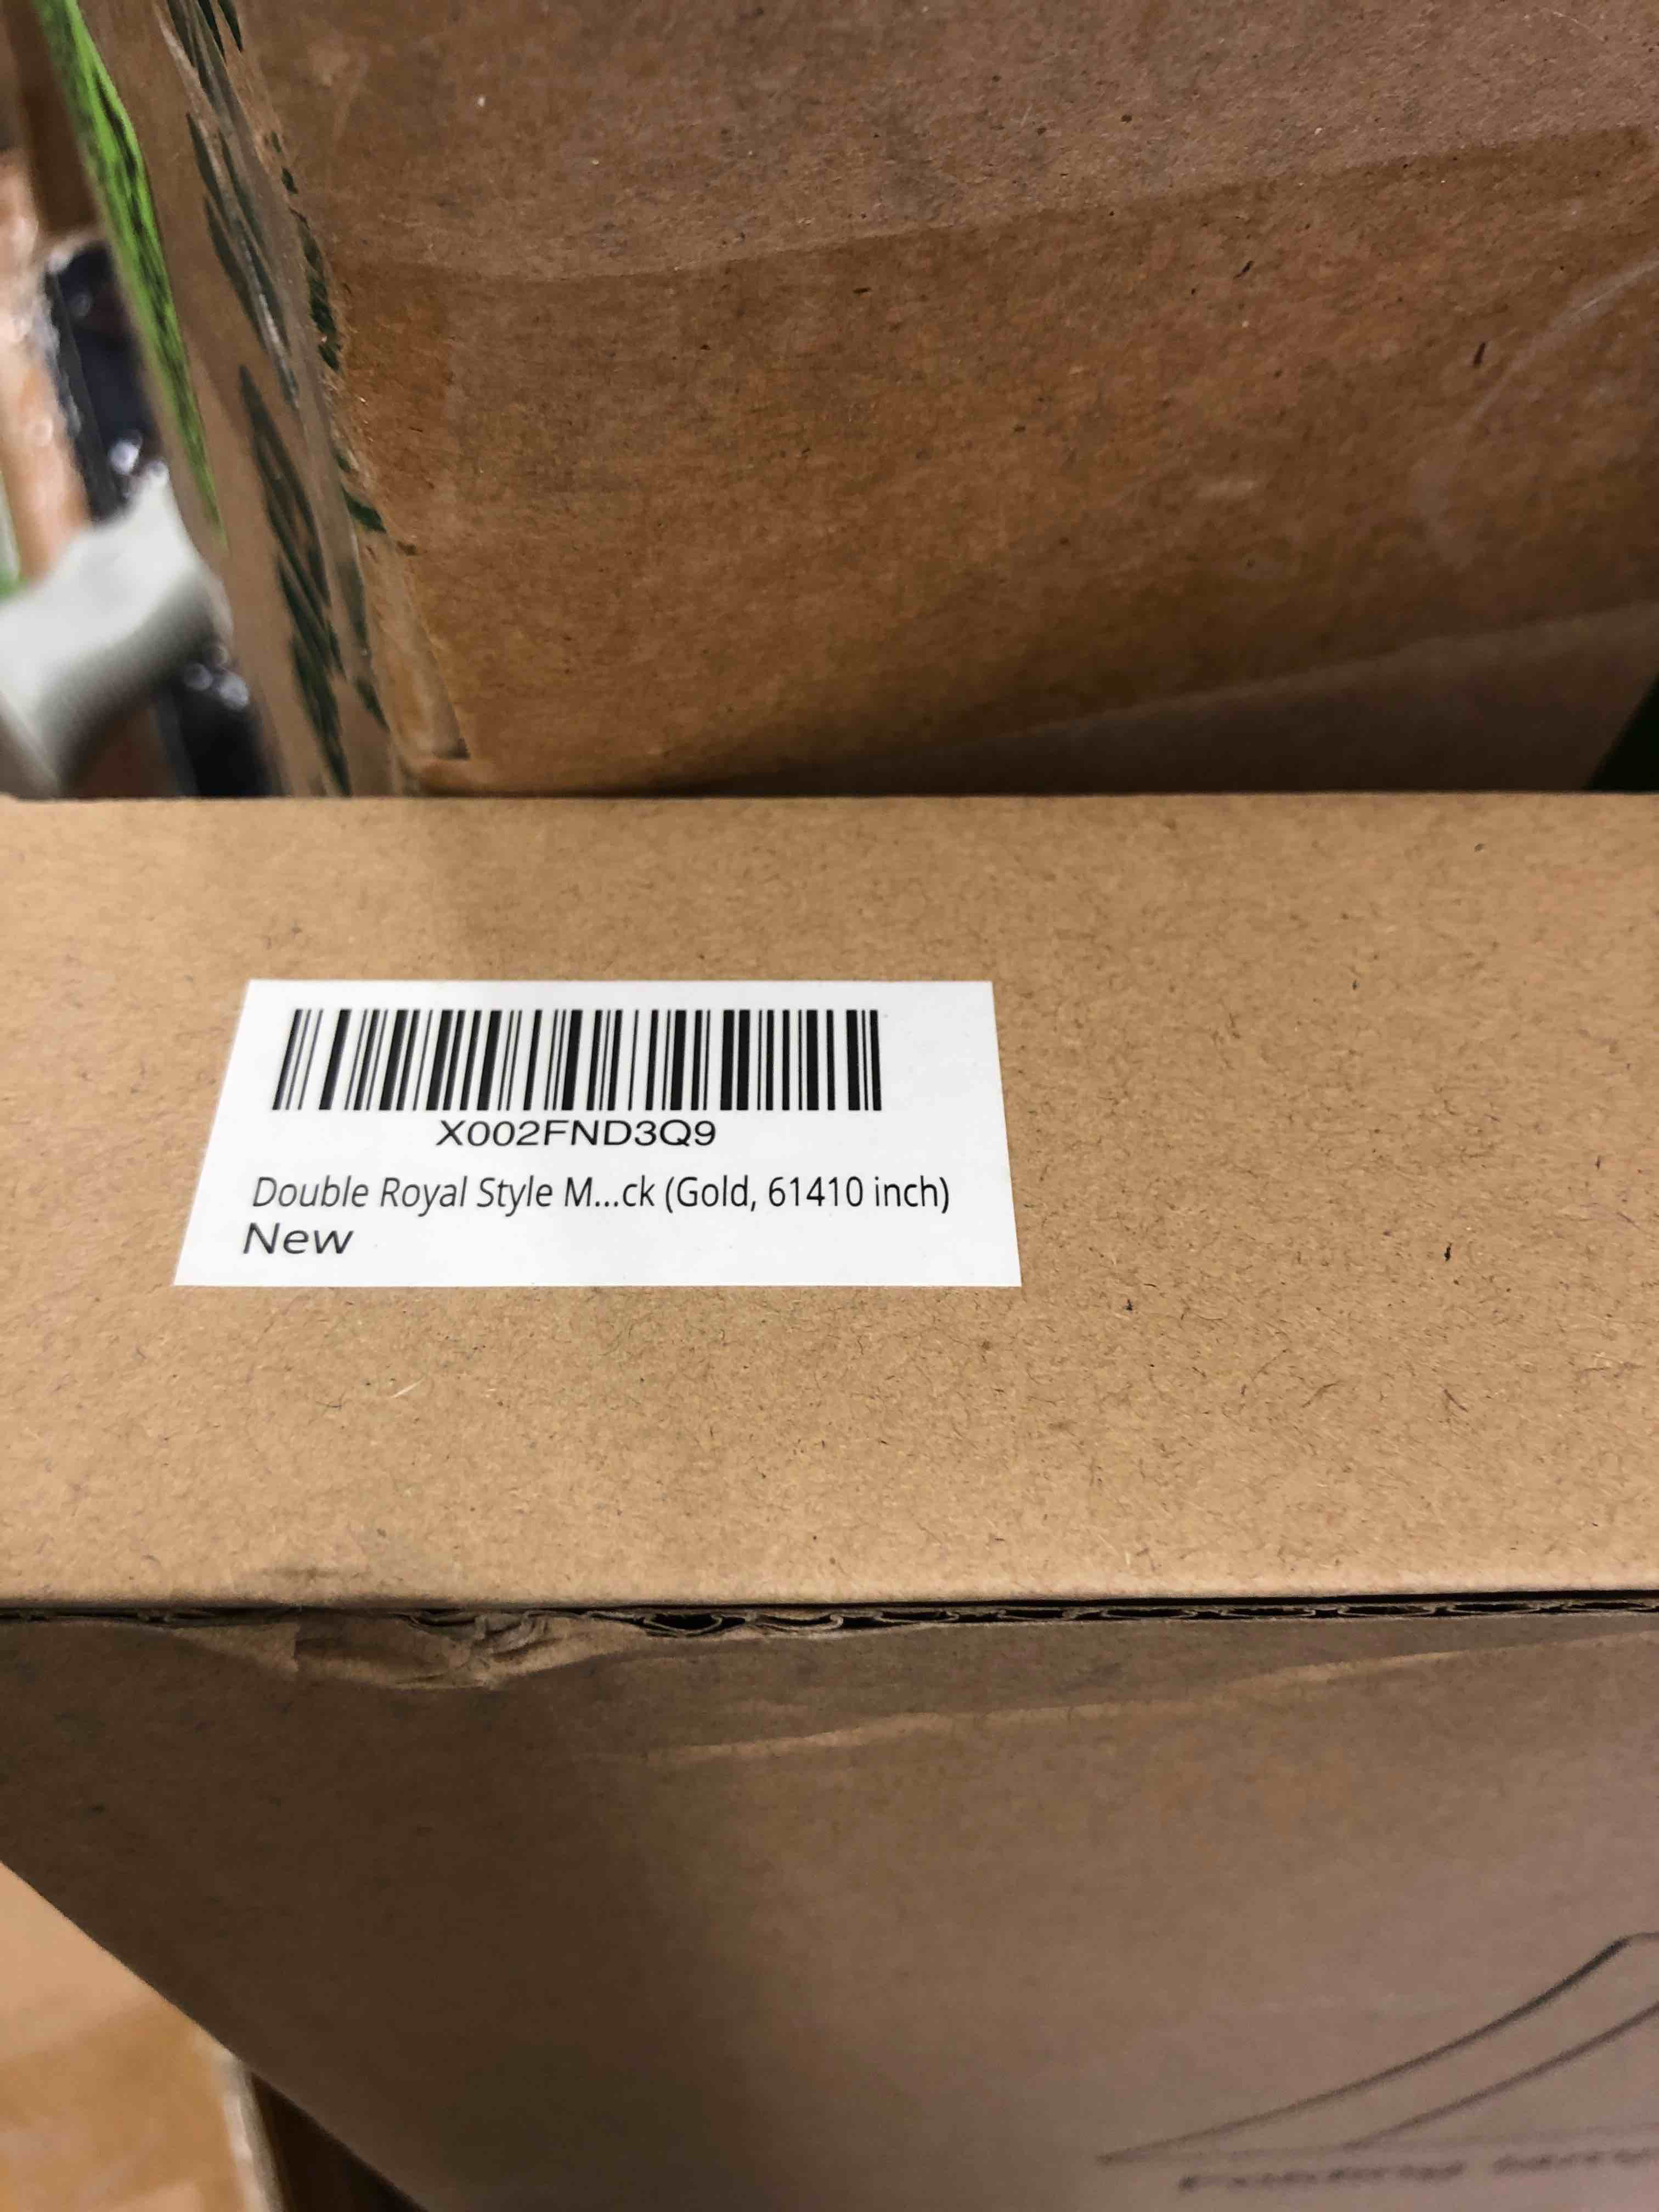 X002FND3Q9
Double Royal Style M...ck (Gold, 61410 inch)
New